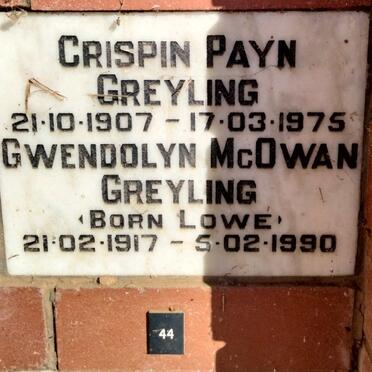 CRISPIN PAYN
GREYLING
21·10·1907 - 17·03·1975
GWENDOLYN McOWAN
GREYLING
(BORN LOWE)
21·02·1917 - 5·02·1990
44